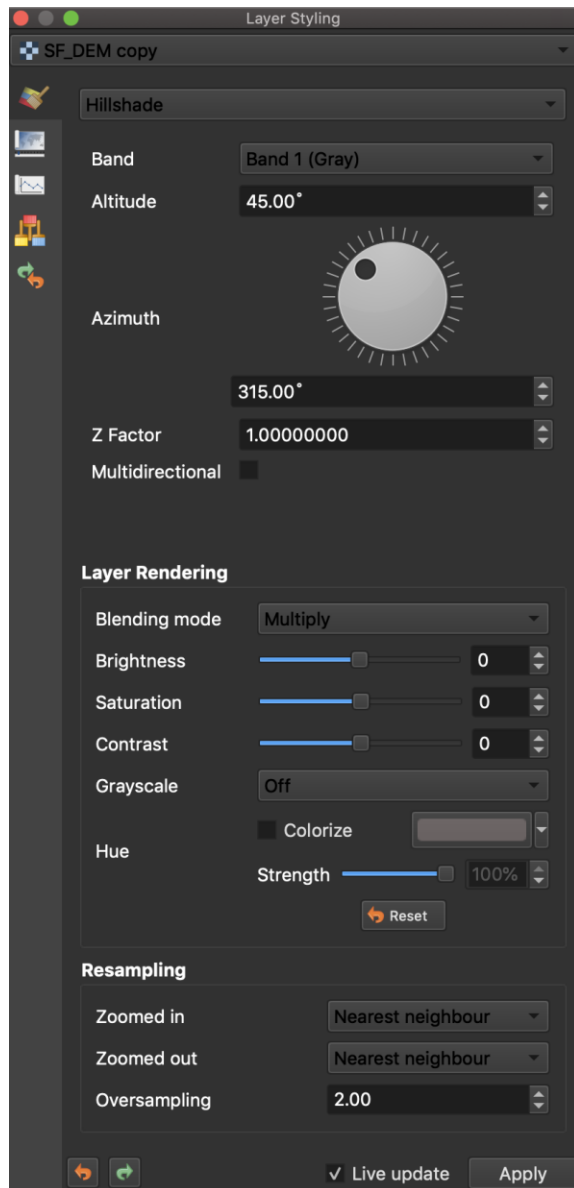 Layer Styling
SF_DEM copy
Hillshade
Band Band 1 (Gray)
Altitude 45.00°
Azimuth
315.00°
Z Factor 1.00000000
Multidirectional
Layer Rendering
Blending mode Multiply
Brightness 0
Saturation 0
Contrast 0
Grayscale Off
Colorize
Hue
Strength 100%
Reset
Resampling
Zoomed in Nearest neighbour
Zoomed out Nearest neighbour
Oversampling 2.00
Live update Apply